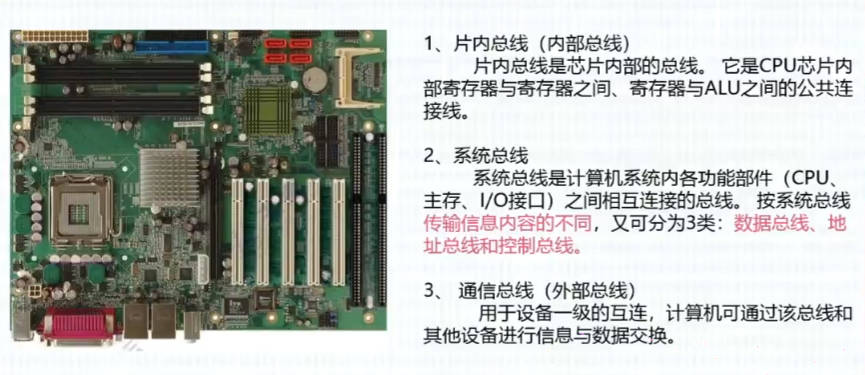 1、片内总线（内部总线）
片内总线是芯片内部的总线。 它是CPU芯片内
部寄存器与寄存器之间、寄存器与ALU之间的公共连
接线。
2、系统总线
系统总线是计算机系统内各功能部件（CPU、
主存、I/O接口）之间相互连接的总线。 按系统总线
传输信息内容的不同，又可分为3类：数据总线、地
址总线和控制总线。
3、 通信总线（外部总线）
用于设备一级的互连，计算机可通过该总线和
其他设备进行信息与数据交换。